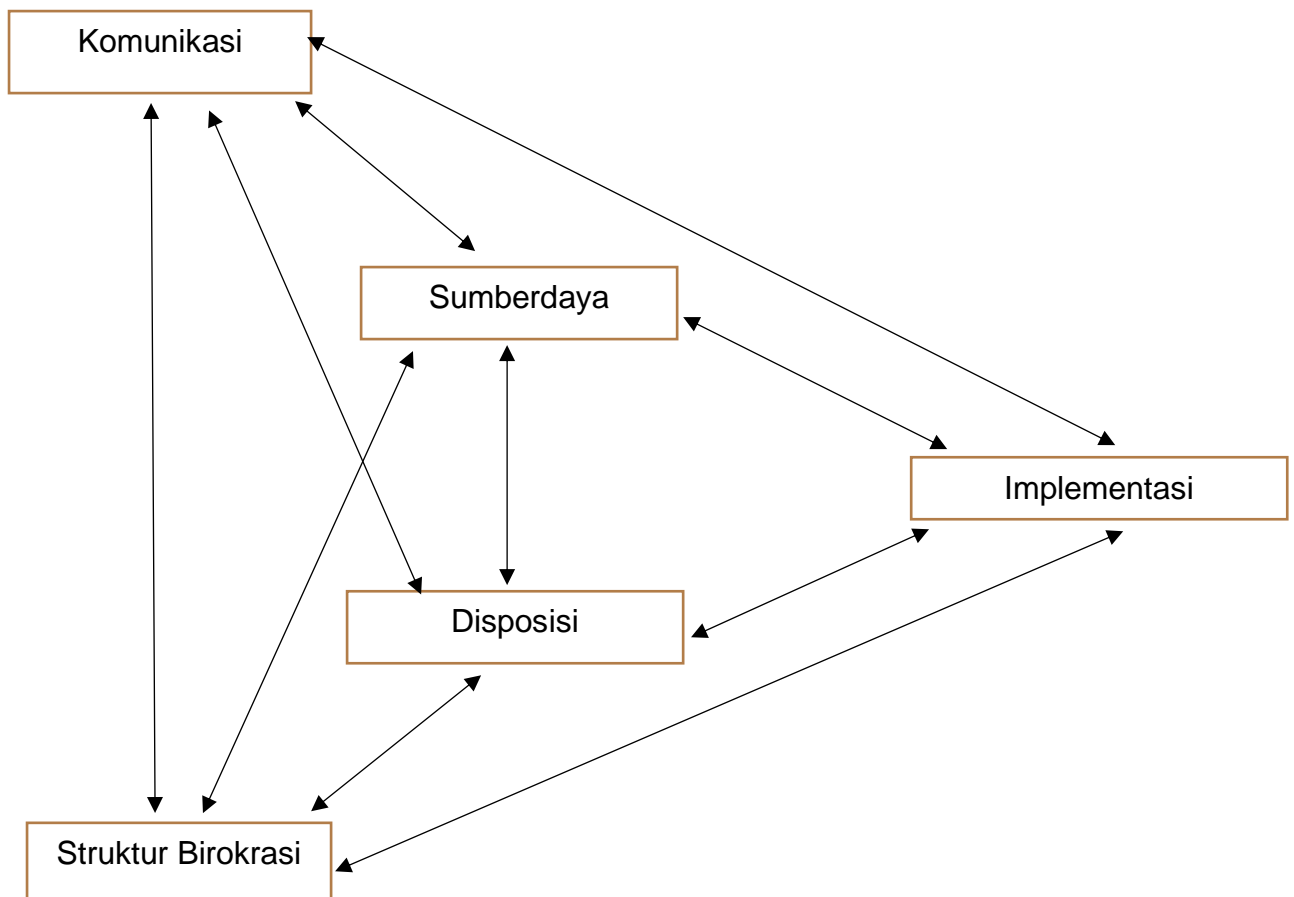 Komunikasi
Sumberdaya
Implementasi
Disposisi
Struktur Birokrasi